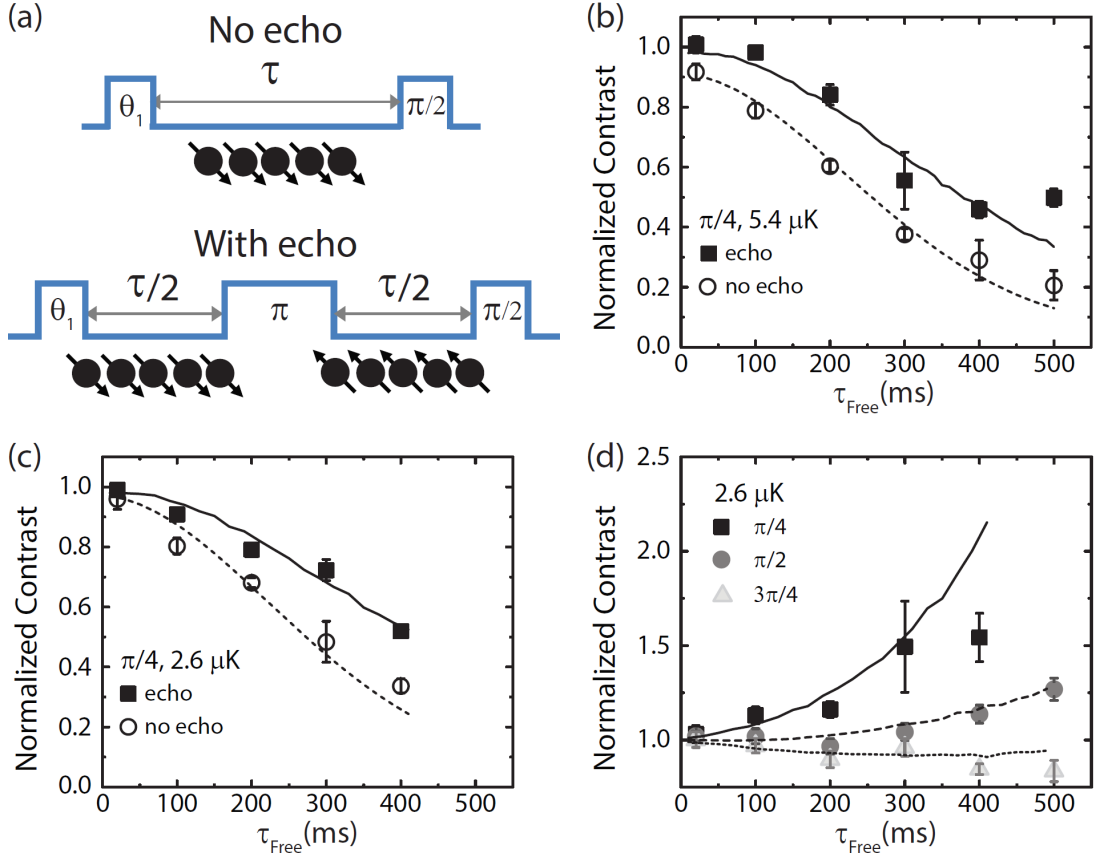 (a)
No echo
τ
θ1
π/2
With echo
τ/2
τ/2
θ1
π
π/2
(b)
Normalized Contrast
1.0
0.8
0.6
0.4
0.2
0.0
π/4, 5.4 μK
echo
no echo
0 100 200 300 400 500
τFree(ms)
(c)
Normalized Contrast
1.0
0.8
0.6
0.4
0.2
0.0
π/4, 2.6 μK
echo
no echo
0 100 200 300 400 500
τFree(ms)
(d)
Normalized Contrast
2.5
2.0
1.5
1.0
0.5
2.6 μK
π/4
π/2
3π/4
0 100 200 300 400 500
τFree(ms)